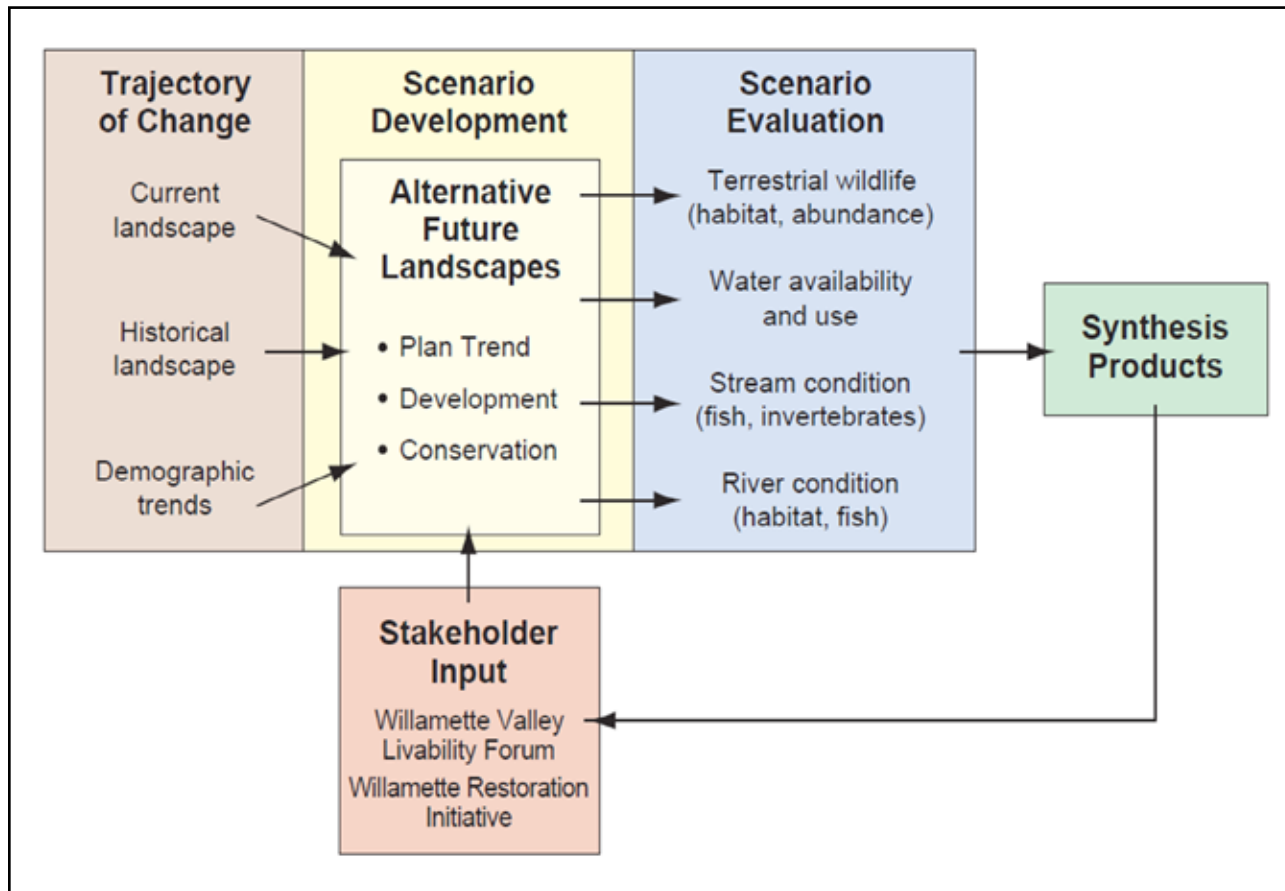 Trajectory
of Change
Current
landscape
Historical
landscape
Demographic
trends
Scenario
Development
Alternative
Future
Landscapes
• Plan Trend
• Development
• Conservation
Scenario
Evaluation
Terrestrial wildlife
(habitat, abundance)
Water availability
and use
Stream condition
(fish, invertebrates)
River condition
(habitat, fish)
Synthesis
Products
Stakeholder
Input
Willamette Valley
Livability Forum
Willamette Restoration
Initiative